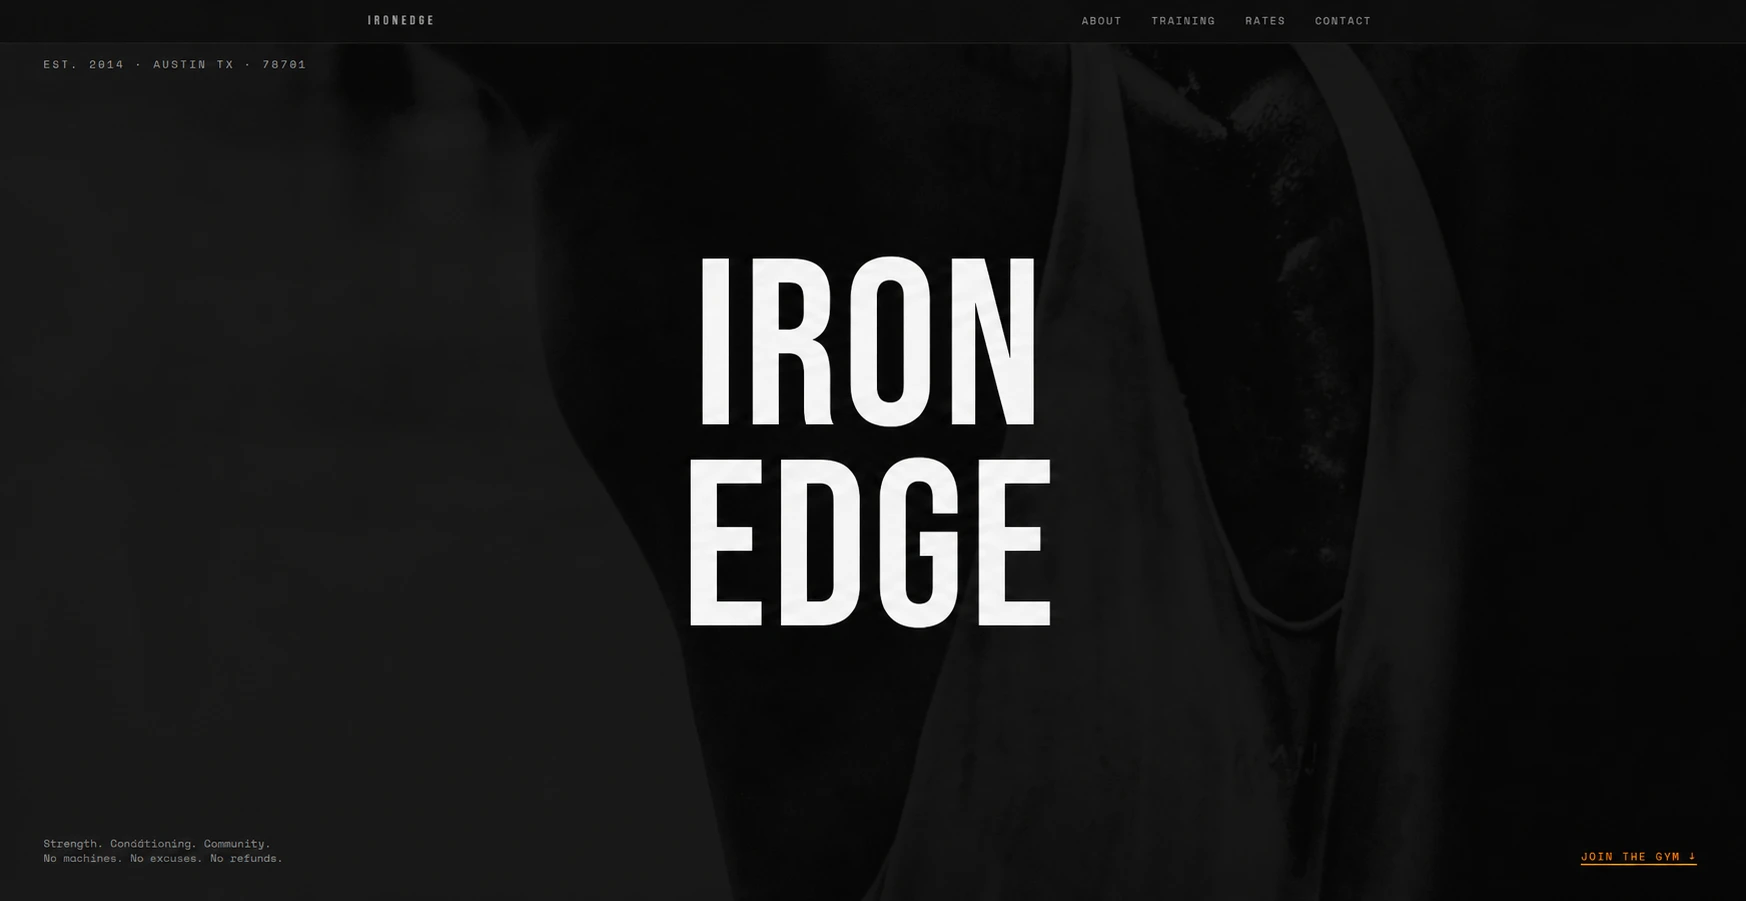 IRONEDGE
ABOUT TRAINING RATES CONTACT
EST. 2014 · AUSTIN TX · 78701
IRON
EDGE
Strength. Conditioning. Community.
No machines. No excuses. No refunds.
JOIN THE GYM ↓